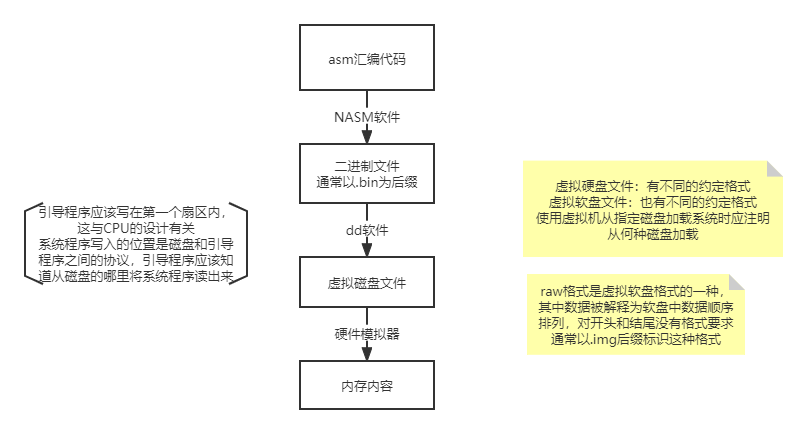 asm汇编代码
NASM软件
二进制文件
通常以.bin为后缀
dd软件
虚拟磁盘文件
硬件模拟器
内存内容
引导程序应该写在第一个扇区内，
这与CPU的设计有关
系统程序写入的位置是磁盘和引导
程序之间的协议，引导程序应该知
道从磁盘的哪里将系统程序读出来
虚拟硬盘文件：有不同的约定格式
虚拟软盘文件：也有不同的约定格式
使用虚拟机从指定磁盘加载系统时应注明
从何种磁盘加载
raw格式是虚拟软盘格式的一种，
其中数据被解释为软盘中数据顺序
排列，对开头和结尾没有格式要求
通常以.img后缀标识这种格式